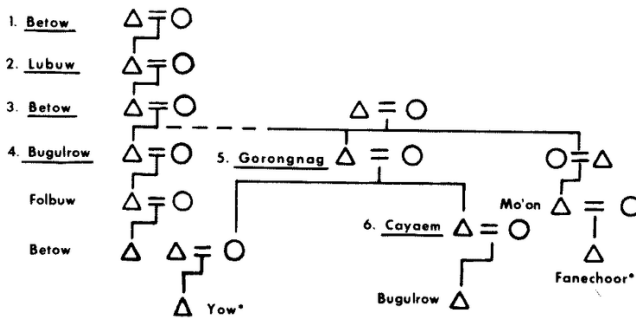 1. Betow
2. Lubuw
3. Betow
4. Bugulrow
5. Gorongnag
Folbuw
Mo'on
6. Cayaem
Betow
Fanechoor*
Yow*
Bugulrow